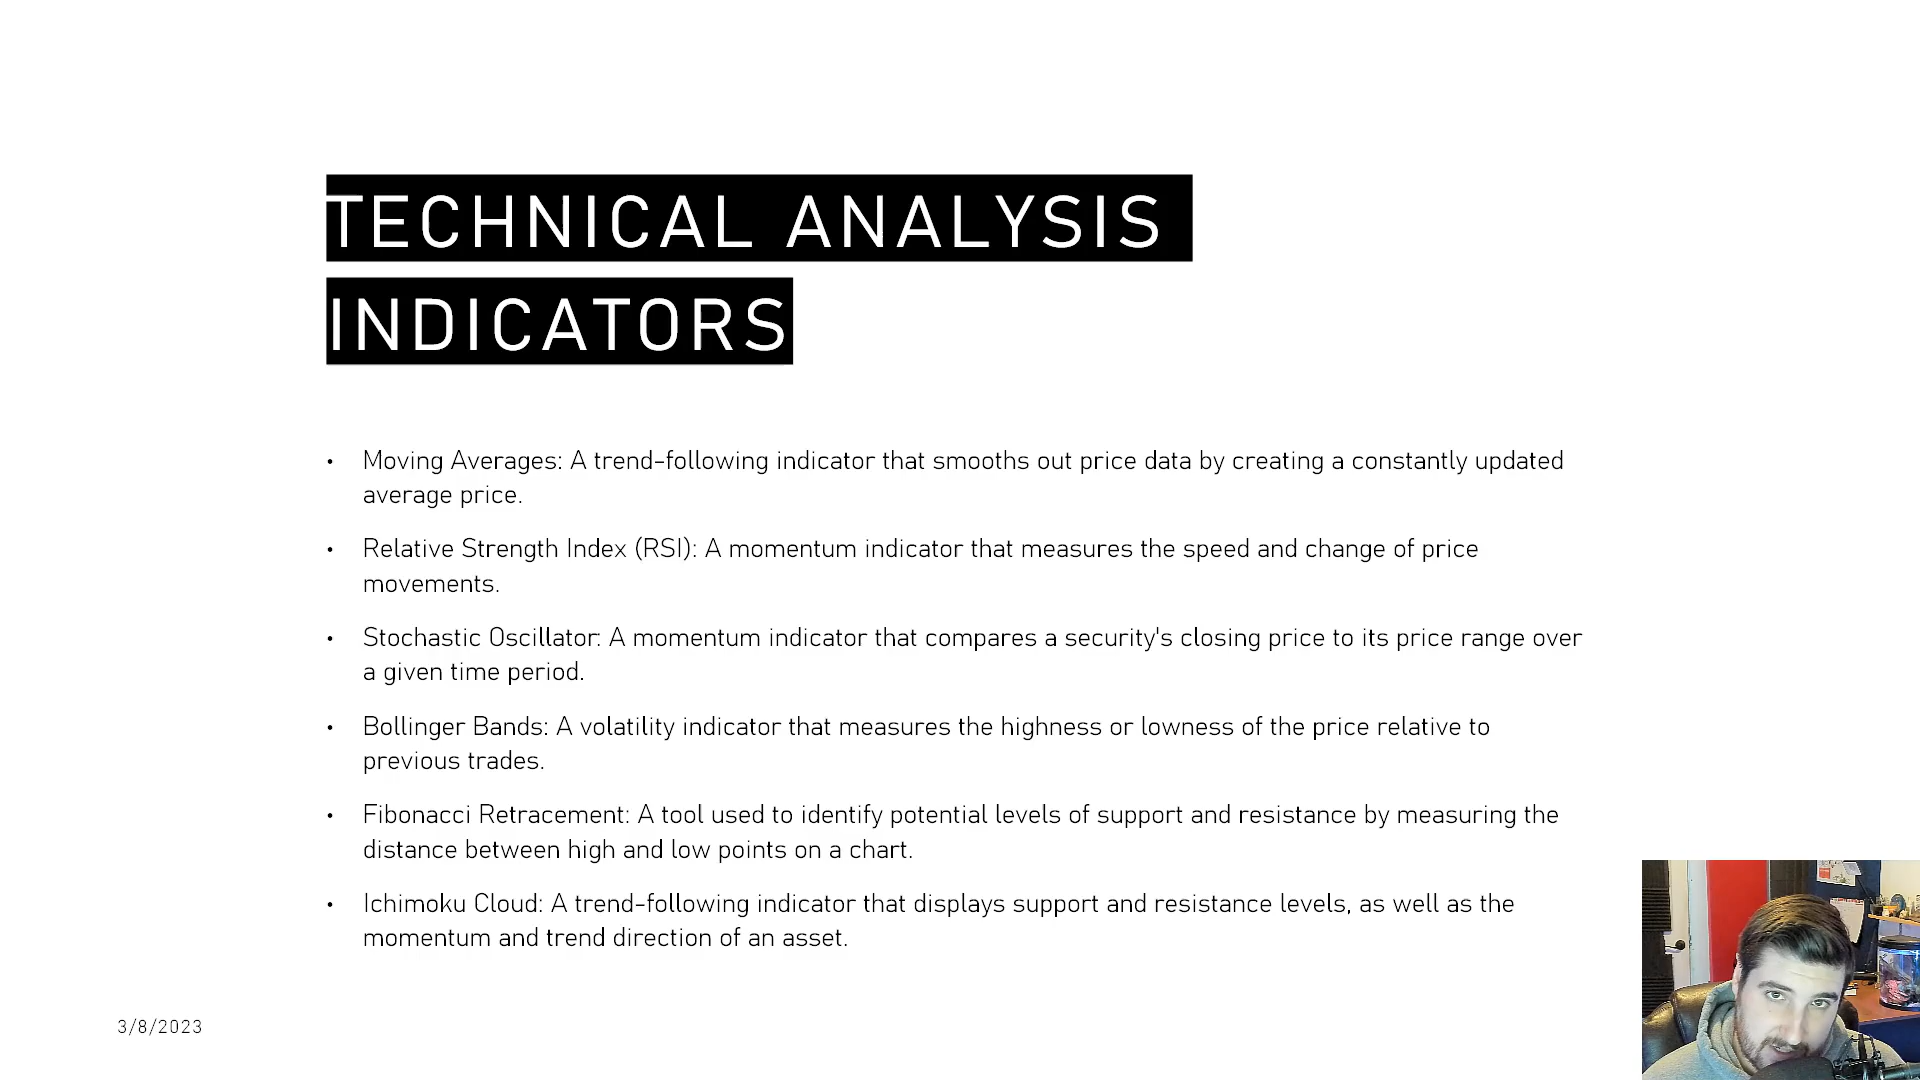 TECHNICAL ANALYSIS
INDICATORS
• Moving Averages: A trend-following indicator that smooths out price data by creating a constantly updated
average price.
• Relative Strength Index (RSI): A momentum indicator that measures the speed and change of price
movements.
• Stochastic Oscillator: A momentum indicator that compares a security's closing price to its price range over
a given time period.
• Bollinger Bands: A volatility indicator that measures the highness or lowness of the price relative to
previous trades.
• Fibonacci Retracement: A tool used to identify potential levels of support and resistance by measuring the
distance between high and low points on a chart.
• Ichimoku Cloud: A trend-following indicator that displays support and resistance levels, as well as the
momentum and trend direction of an asset.
3/8/2023